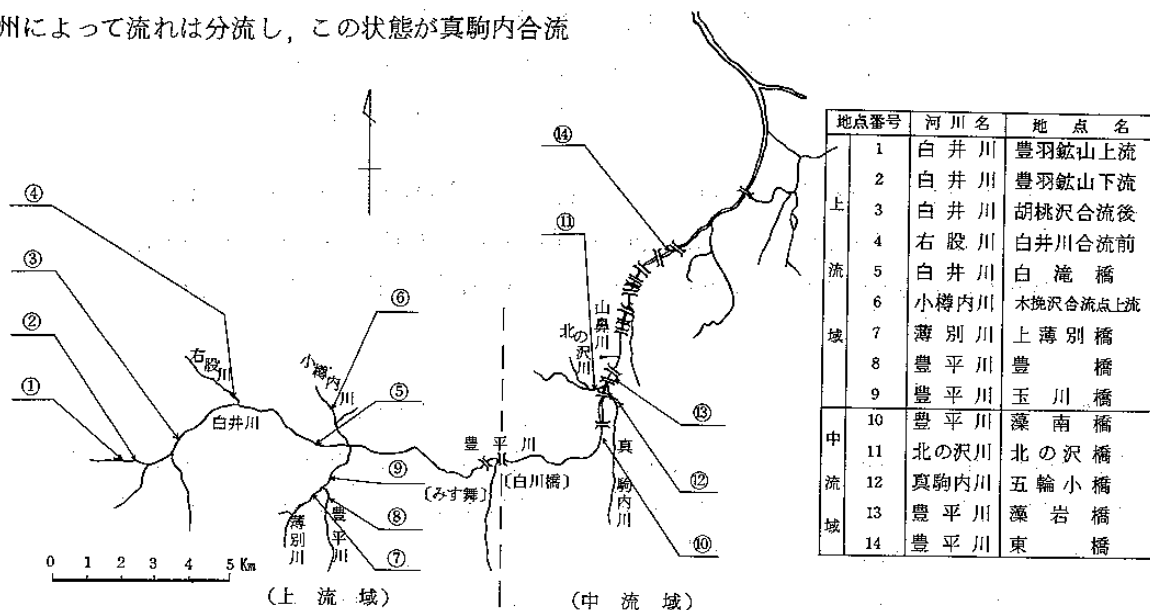 州によって流れは分流し，この状態が真駒内合流
地点番号 河川名 地点名
上流域
1 白井川 豊羽鉱山上流
2 白井川 豊羽鉱山下流
3 白井川 胡桃沢合流後
4 右股川 白井川合流前
5 白井川 白滝橋
6 小樽内川 木挽沢合流点上流
7 薄別川 上薄別橋
8 豊平川 豊橋
9 豊平川 玉川橋
中流域
10 豊平川 藻南橋
11 北の沢川 北の沢橋
12 真駒内川 五輪小橋
13 豊平川 藻岩橋
14 豊平川 東橋
⑭
⑪
④
③
②
①
⑥
⑤
⑨
⑧
⑦
⑬
⑫
⑩
右股川
小樽内川
白井川
北の沢川
山鼻川
豊平川
真駒内川
〔みす舞〕
〔白川橋〕
薄別川
豊平川
0 1 2 3 4 5 Km
(上流域)
(中流域)